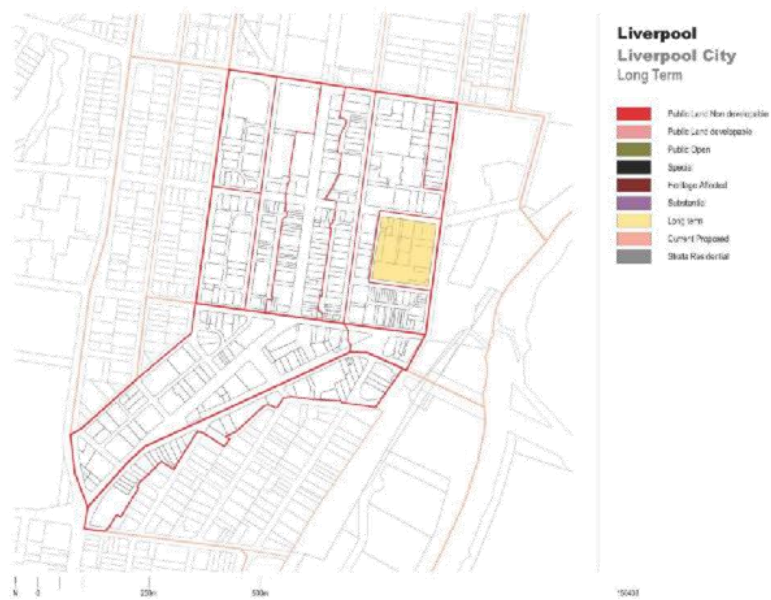 Liverpool
Liverpool City
Long Term
Public Land Non developable
Public Land developable
Public Open
Special
Heritage Affected
Substantial
Long term
Current Proposed
Strata Residential
N 0 250m 500m